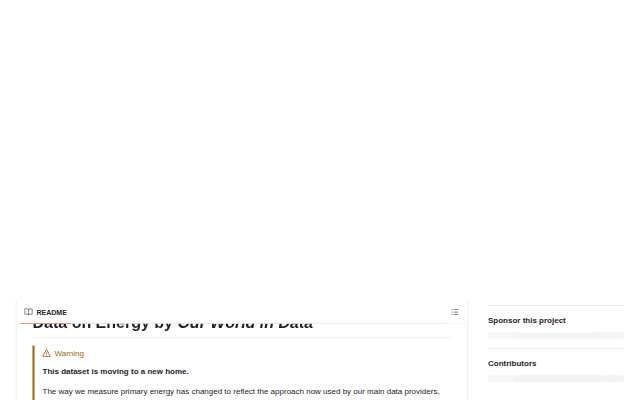 README
Data on Energy by Our World in Data
Warning
This dataset is moving to a new home.
The way we measure primary energy has changed to reflect the approach now used by our main data providers,
Sponsor this project
Contributors